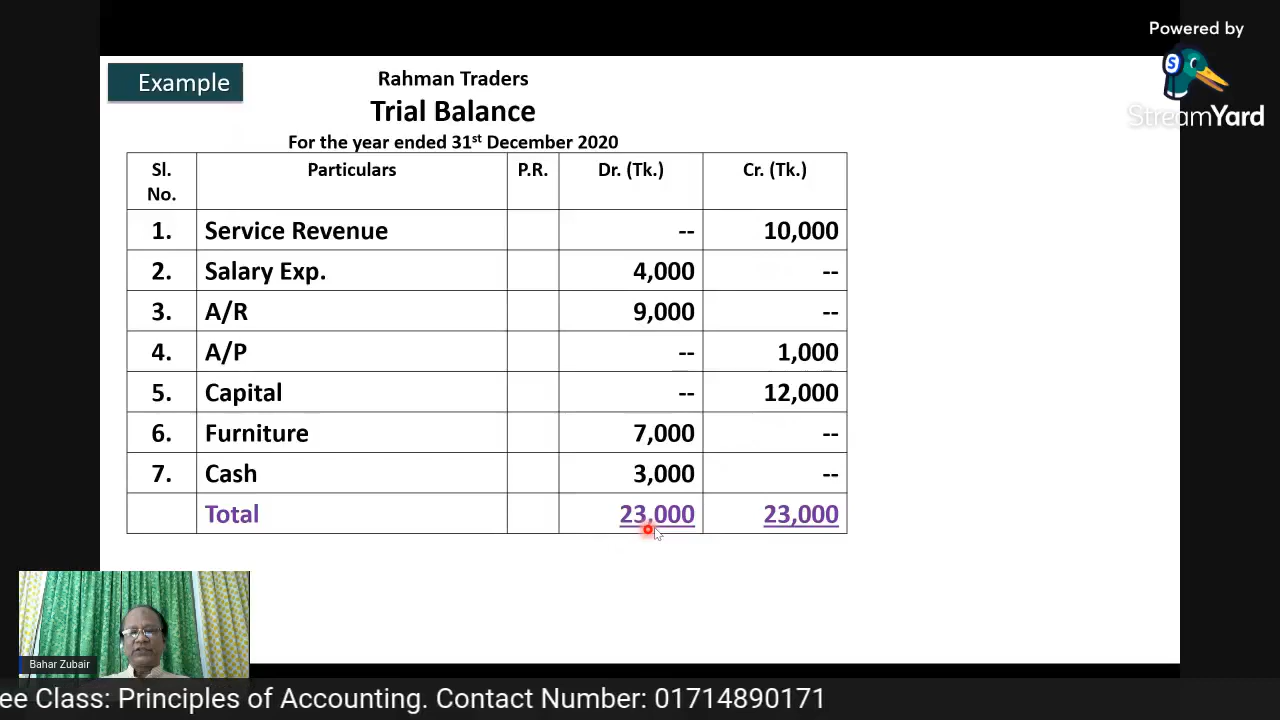 Powered by
StreamYard
Example
Rahman Traders
Trial Balance
For the year ended 31st December 2020
Sl. No. Particulars P.R. Dr. (Tk.) Cr. (Tk.)
1. Service Revenue -- 10,000
2. Salary Exp. 4,000 --
3. A/R 9,000 --
4. A/P -- 1,000
5. Capital -- 12,000
6. Furniture 7,000 --
7. Cash 3,000 --
Total 23,000 23,000
Bahar Zubair
ee Class: Principles of Accounting. Contact Number: 01714890171